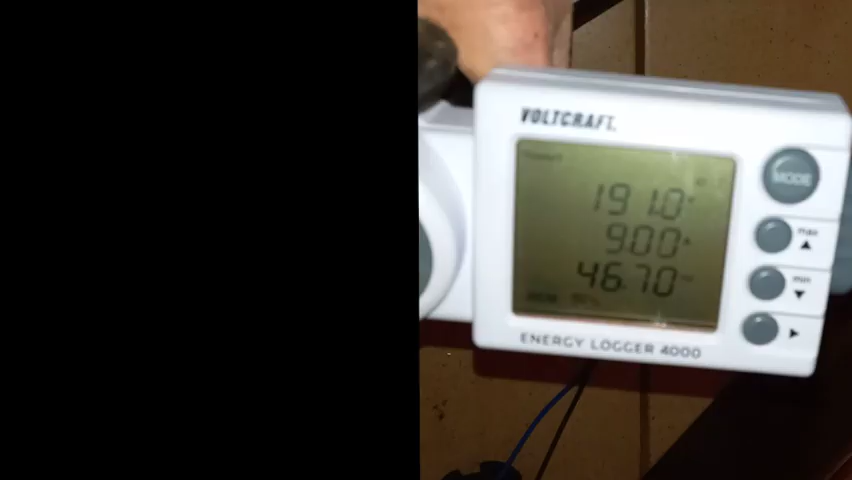 VOLTCRAFT.
MODE
191.0
max
9.00
min
46.70
ENERGY LOGGER 4000